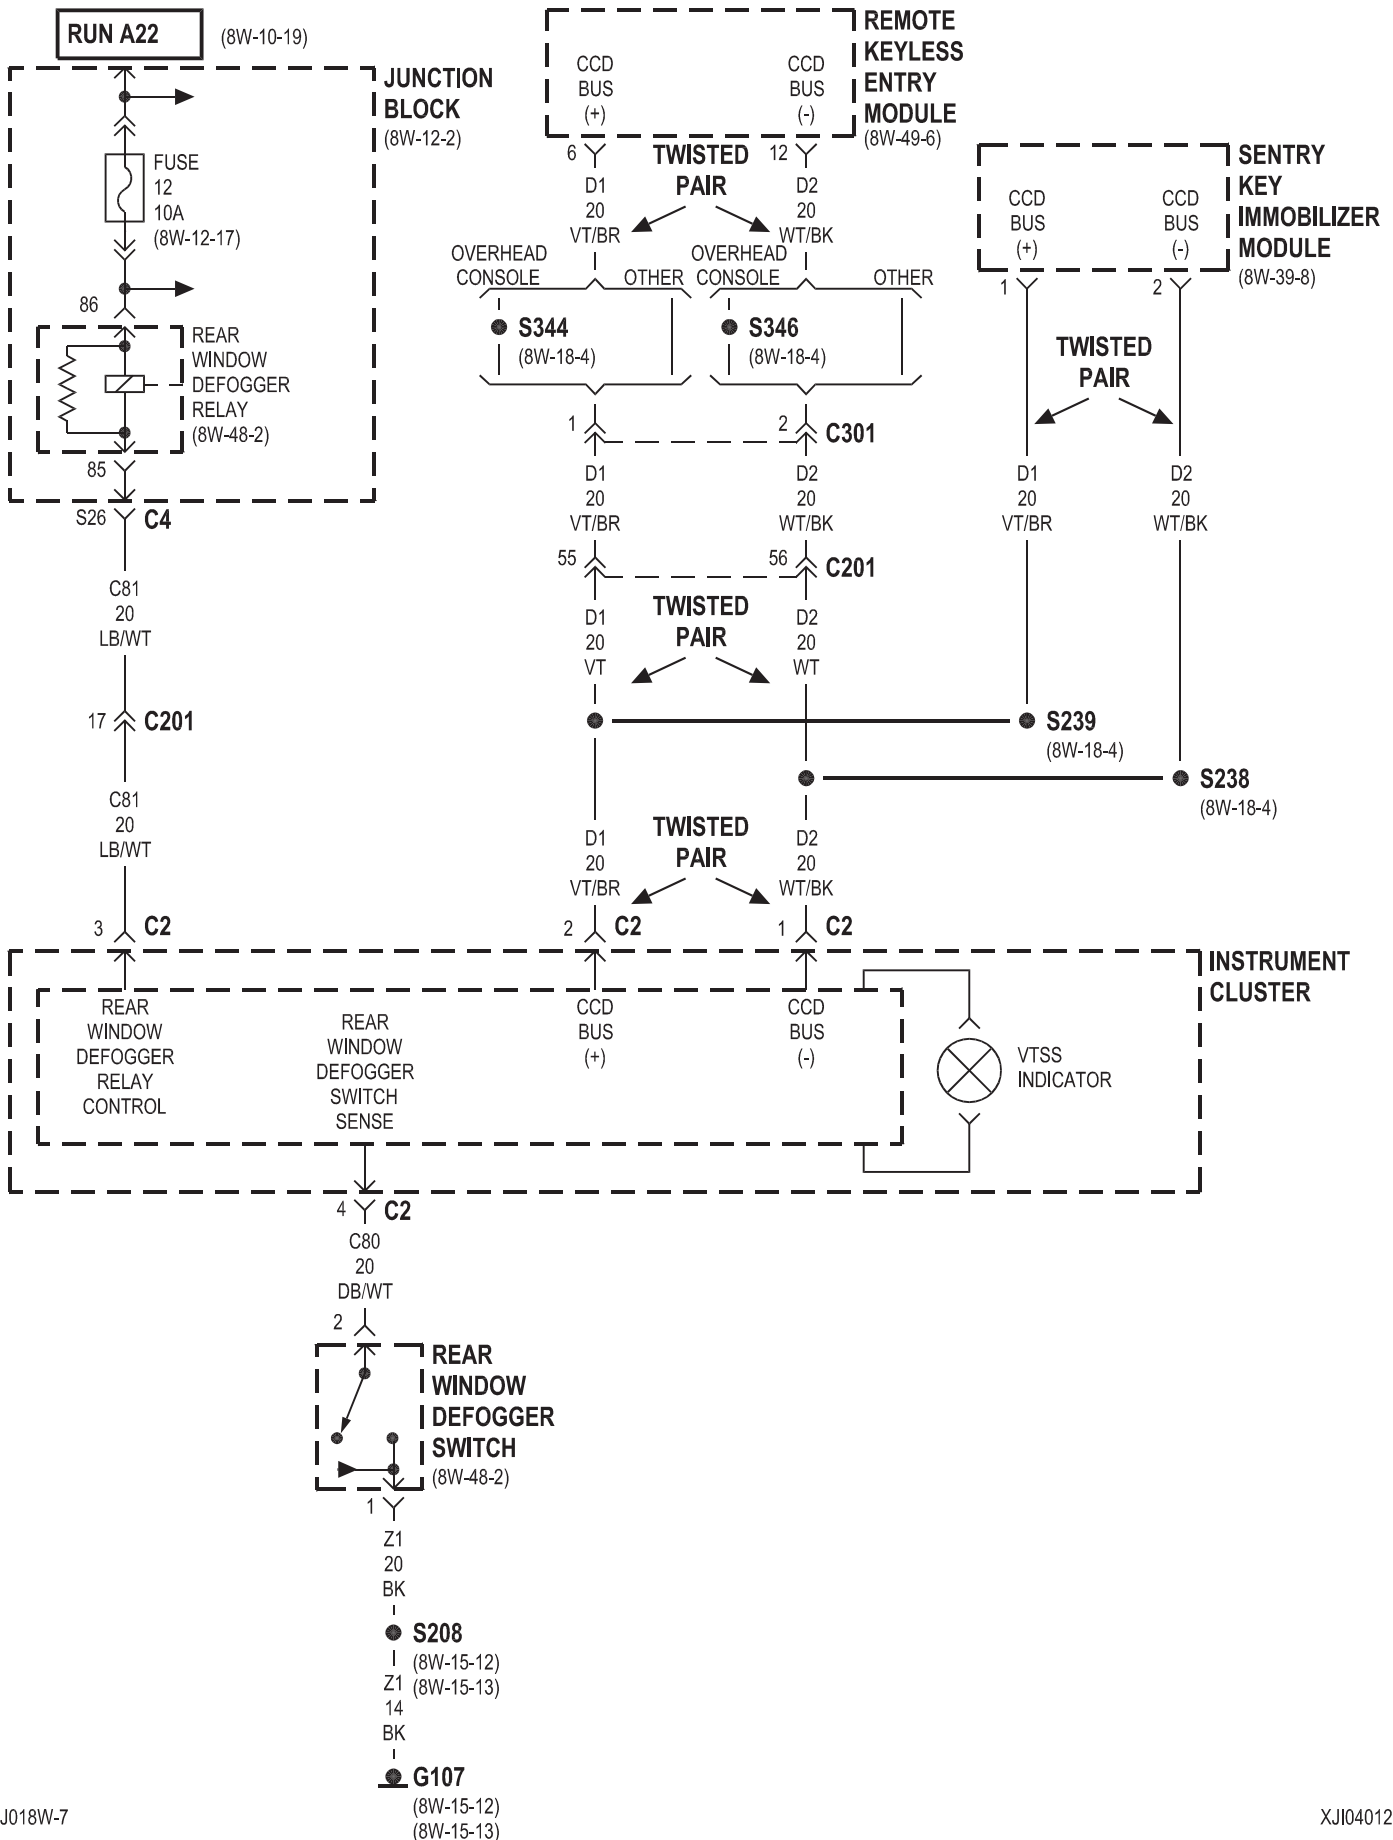 RUN A22
(8W-10-19)
JUNCTION
BLOCK
(8W-12-2)
FUSE
12
10A
(8W-12-17)
86
REAR
WINDOW
DEFOGGER
RELAY
(8W-48-2)
85
S26
C4
C81
20
LB/WT
17
C201
C81
20
LB/WT
3
C2
REMOTE
KEYLESS
ENTRY
MODULE
(8W-49-6)
CCD
BUS
(+)
CCD
BUS
(-)
6
TWISTED
PAIR
12
D1
20
VT/BR
D2
20
WT/BK
OVERHEAD
CONSOLE
OTHER
OVERHEAD
CONSOLE
OTHER
S344
(8W-18-4)
S346
(8W-18-4)
1
2
C301
D1
20
VT/BR
D2
20
WT/BK
55
56
C201
TWISTED
PAIR
D1
20
VT
D2
20
WT
SENTRY
KEY
IMMOBILIZER
MODULE
(8W-39-8)
CCD
BUS
(+)
CCD
BUS
(-)
1
2
TWISTED
PAIR
D1
20
VT/BR
D2
20
WT/BK
S239
(8W-18-4)
S238
(8W-18-4)
TWISTED
PAIR
D1
20
VT/BR
D2
20
WT/BK
2
C2
1
C2
INSTRUMENT
CLUSTER
REAR
WINDOW
DEFOGGER
RELAY
CONTROL
REAR
WINDOW
DEFOGGER
SWITCH
SENSE
CCD
BUS
(+)
CCD
BUS
(-)
VTSS
INDICATOR
4
C2
C80
20
DB/WT
2
REAR
WINDOW
DEFOGGER
SWITCH
(8W-48-2)
1
Z1
20
BK
S208
(8W-15-12)
(8W-15-13)
Z1
14
BK
G107
(8W-15-12)
(8W-15-13)
J018W-7
XJI04012